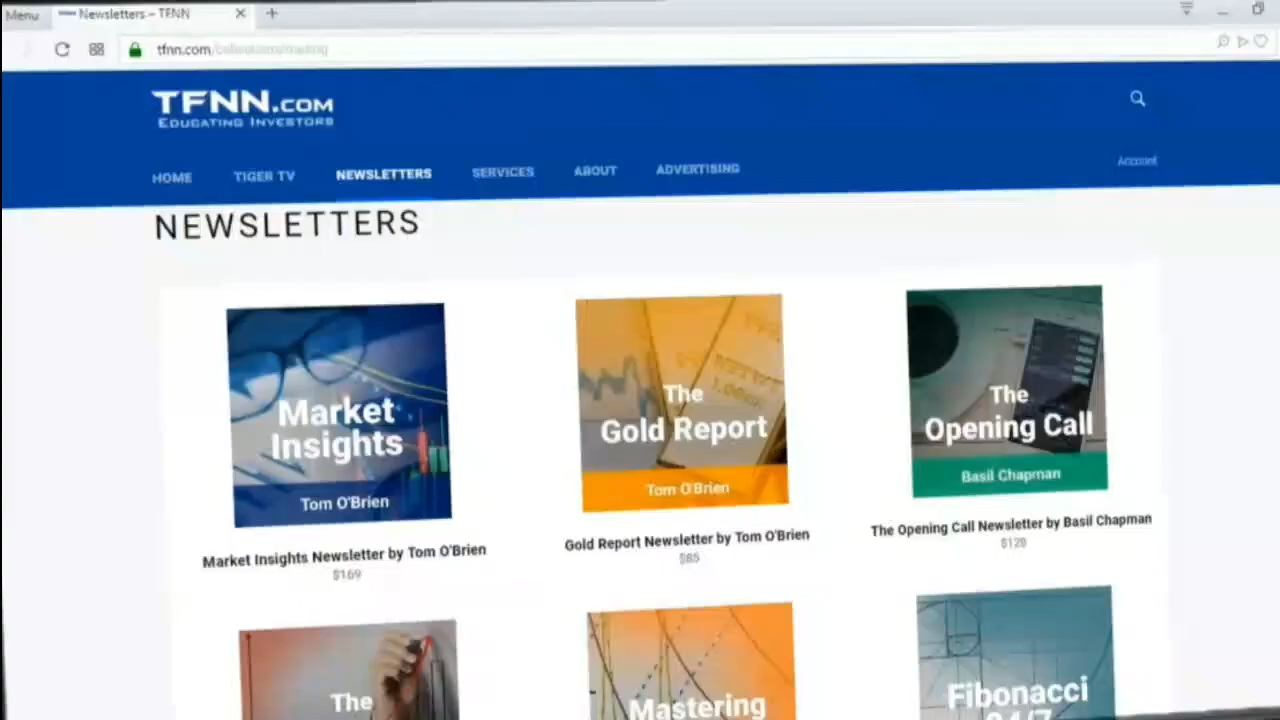 Menu
Newsletters – TFNN
tfnn.com
TFNN.COM
EDUCATING INVESTORS
HOME TIGER TV NEWSLETTERS SERVICES ABOUT ADVERTISING
Account
NEWSLETTERS
Market
Insights
Tom O'Brien
Market Insights Newsletter by Tom O'Brien
$169
The
Gold Report
Tom O'Brien
Gold Report Newsletter by Tom O'Brien
The
Opening Call
Basil Chapman
The Opening Call Newsletter by Basil Chapman
The
Mastering
Fibonacci
24/7